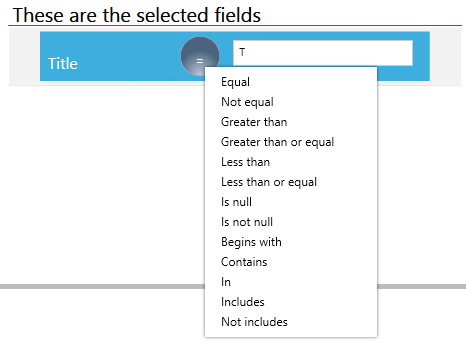 These are the selected fields
Title = T
Equal
Not equal
Greater than
Greater than or equal
Less than
Less than or equal
Is null
Is not null
Begins with
Contains
In
Includes
Not includes